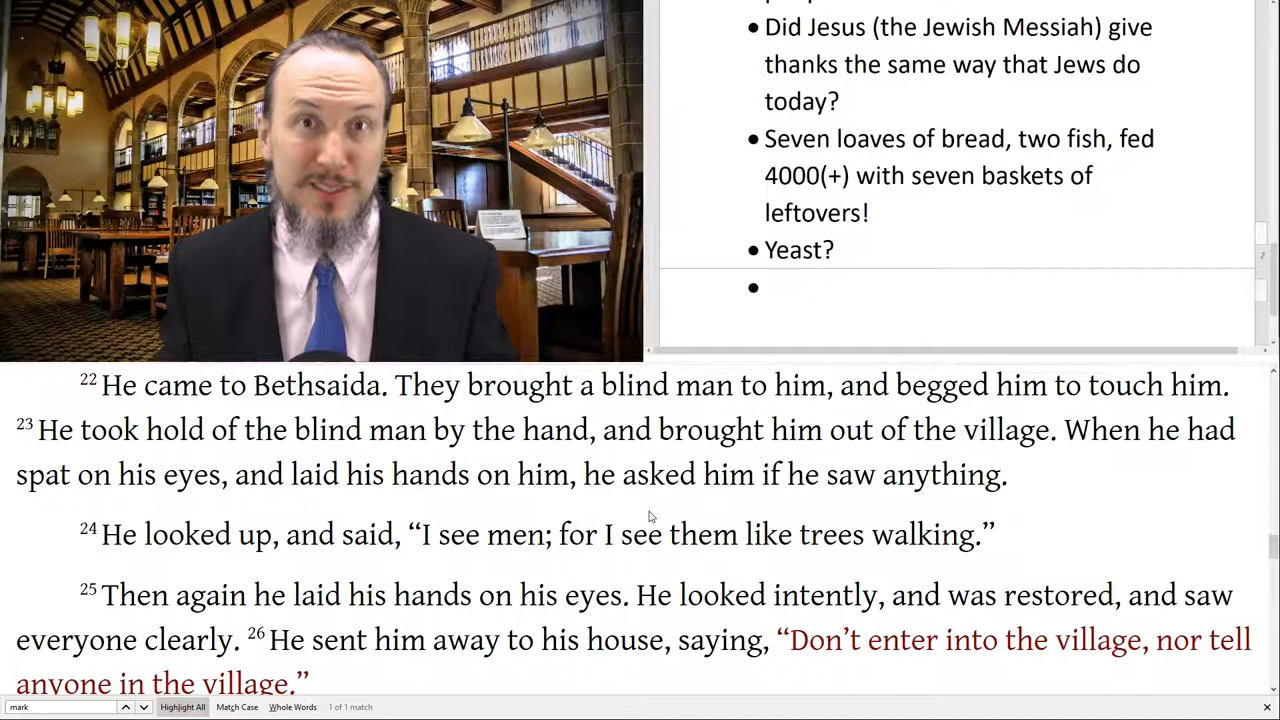 • Did Jesus (the Jewish Messiah) give
thanks the same way that Jews do
today?
• Seven loaves of bread, two fish, fed
4000(+) with seven baskets of
leftovers!
• Yeast?
•
22 He came to Bethsaida. They brought a blind man to him, and begged him to touch him.
23 He took hold of the blind man by the hand, and brought him out of the village. When he had
spat on his eyes, and laid his hands on him, he asked him if he saw anything.
24 He looked up, and said, “I see men; for I see them like trees walking.”
25 Then again he laid his hands on his eyes. He looked intently, and was restored, and saw
everyone clearly. 26 He sent him away to his house, saying, “Don’t enter into the village, nor tell
anyone in the village.”
mark Highlight All Match Case Whole Words 1 of 1 match